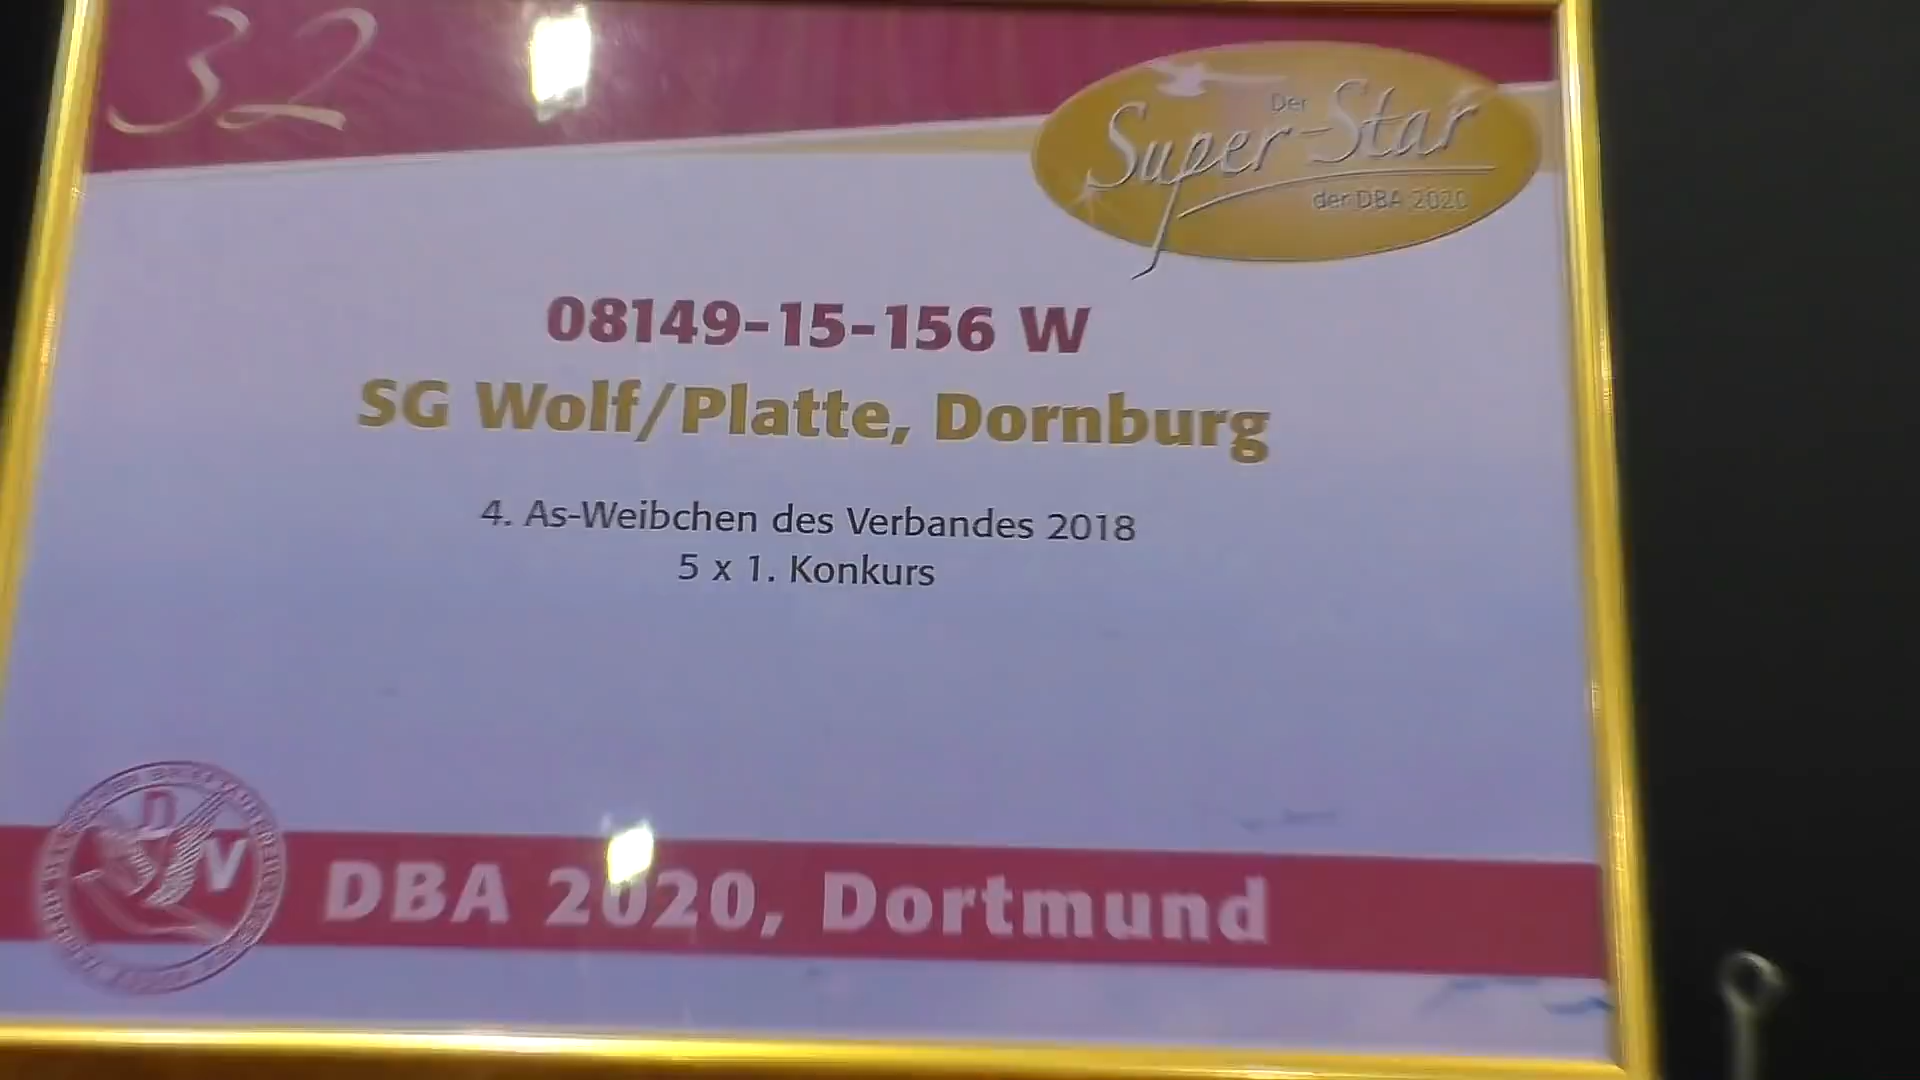 32
Der
Super-Star
der DBA 2020
08149-15-156 W
SG Wolf/Platte, Dornburg
4. As-Weibchen des Verbandes 2018
5 x 1. Konkurs
D
V
DBA 2020, Dortmund